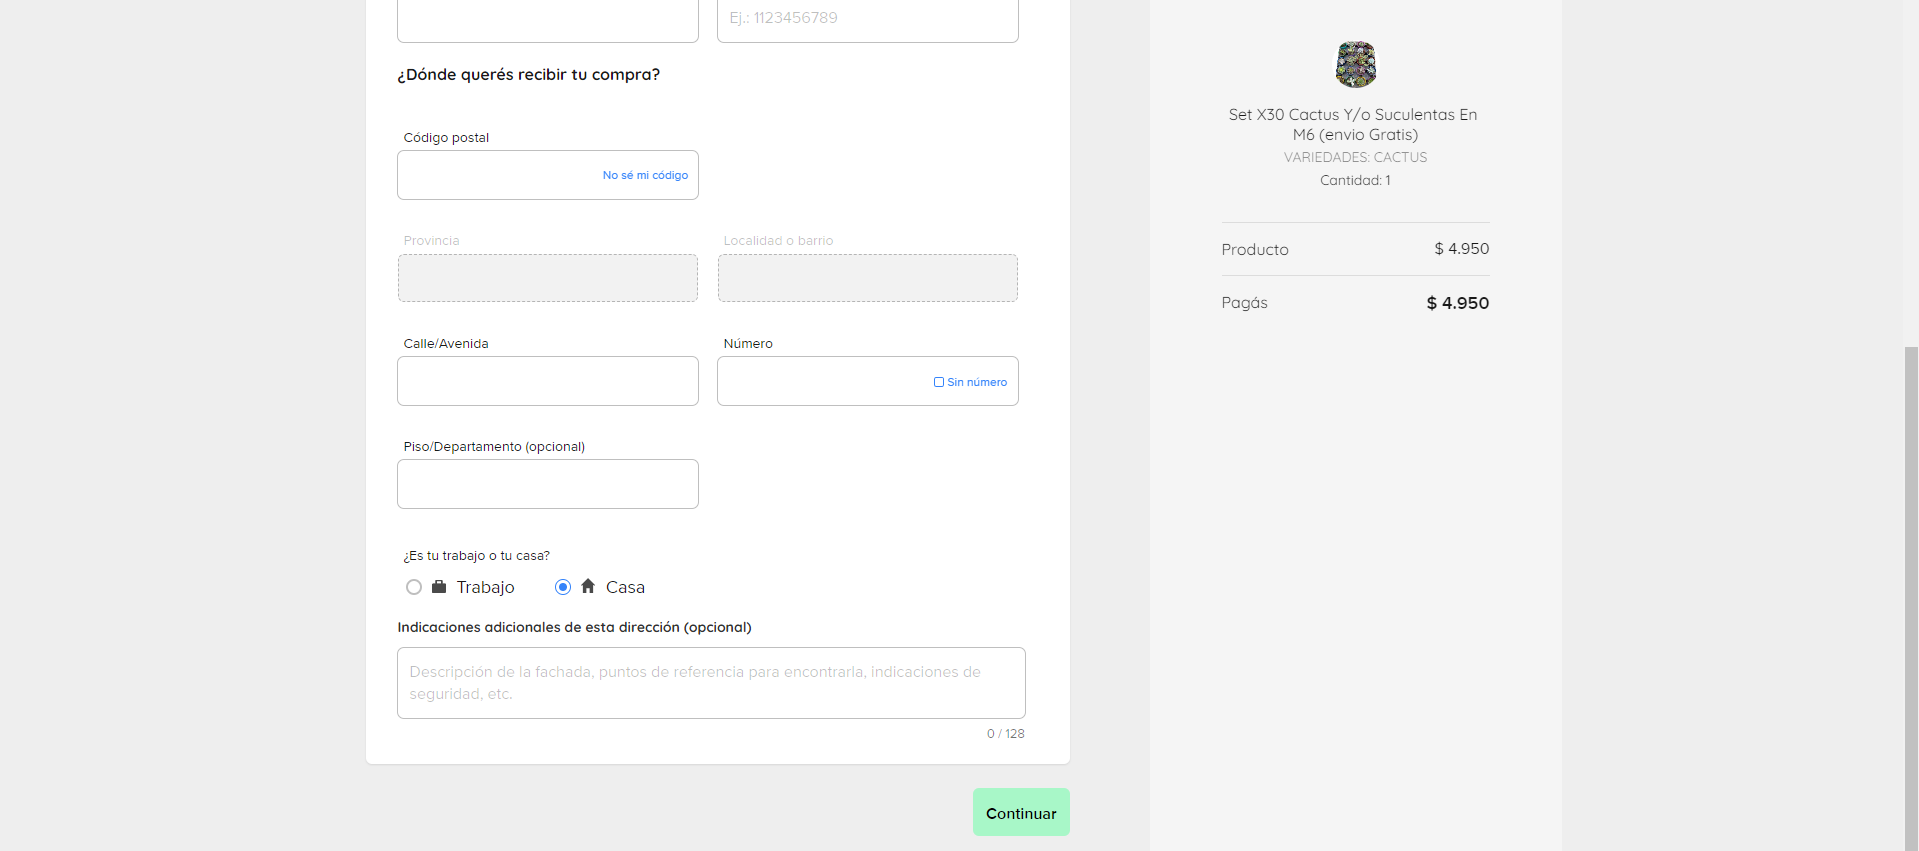 Ej.: 1123456789
¿Dónde querés recibir tu compra?
Código postal
No sé mi código
Provincia
Localidad o barrio
Calle/Avenida
Número
Sin número
Piso/Departamento (opcional)
¿Es tu trabajo o tu casa?
Trabajo
Casa
Indicaciones adicionales de esta dirección (opcional)
Descripción de la fachada, puntos de referencia para encontrarla, indicaciones de
seguridad, etc.
0 / 128
Continuar
Set X30 Cactus Y/o Suculentas En
M6 (envio Gratis)
VARIEDADES: CACTUS
Cantidad: 1
Producto $ 4.950
Pagás $ 4.950